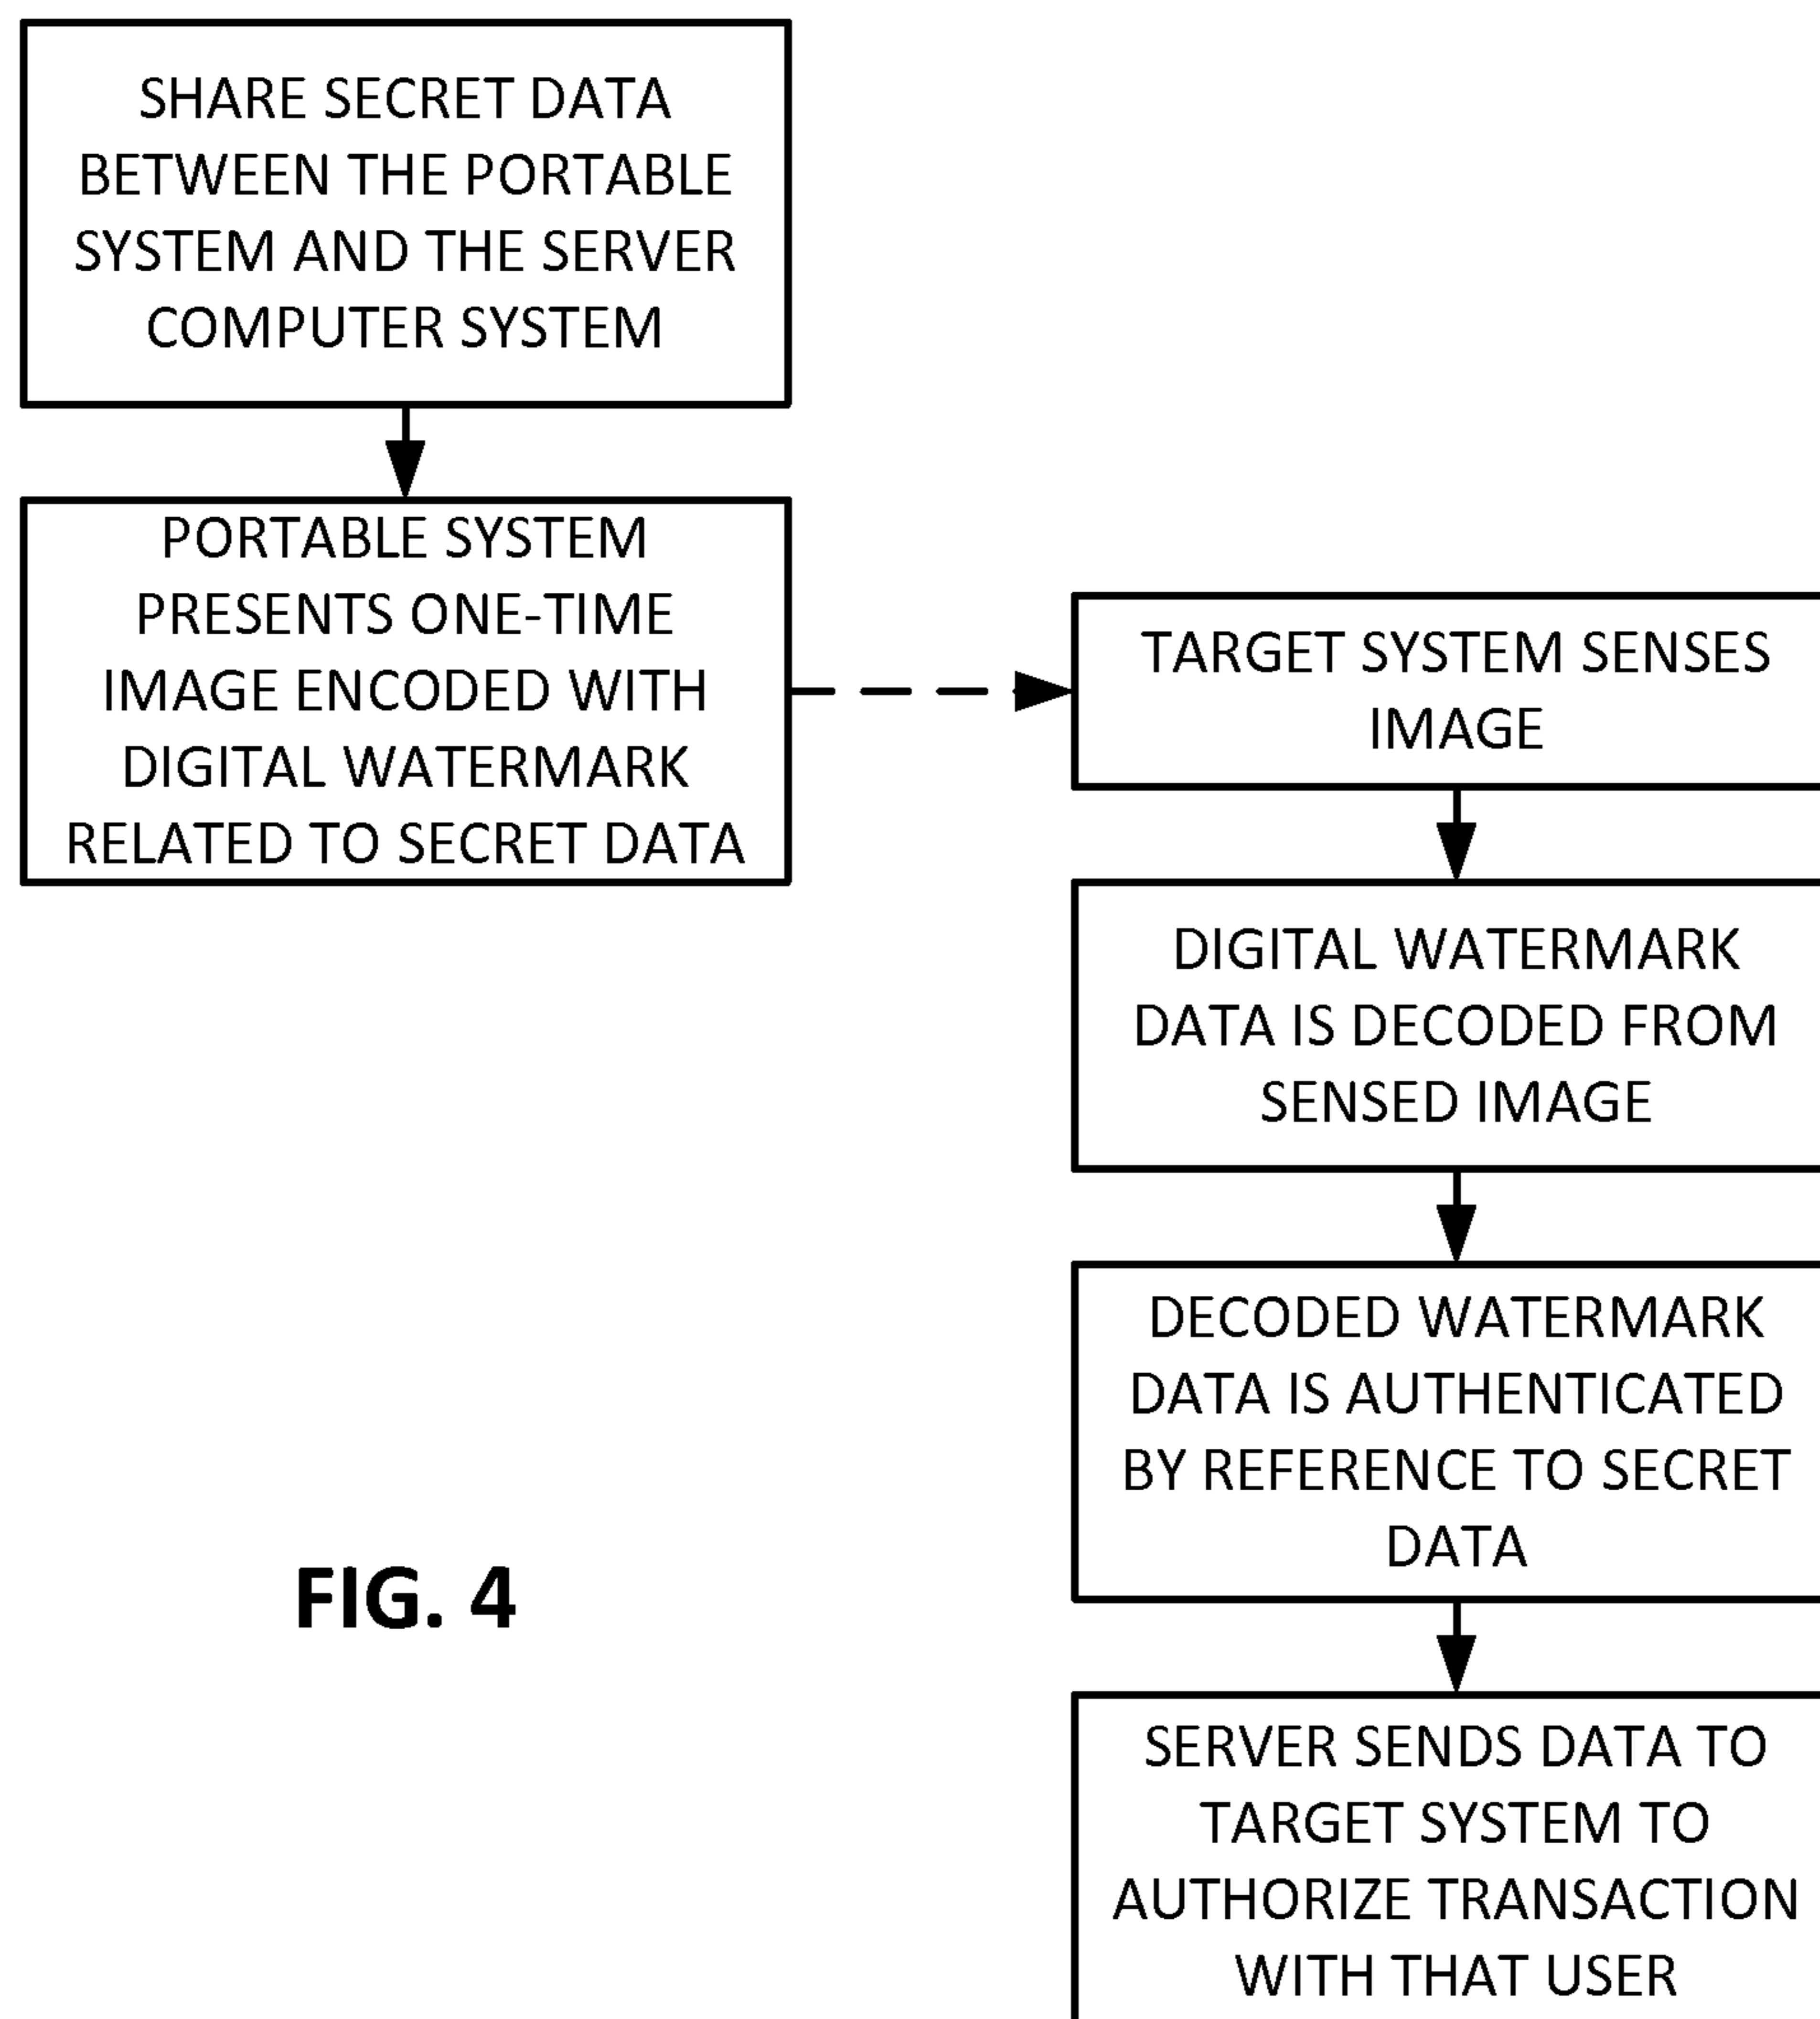 SHARE SECRET DATA
BETWEEN THE PORTABLE
SYSTEM AND THE SERVER
COMPUTER SYSTEM
PORTABLE SYSTEM
PRESENTS ONE-TIME
IMAGE ENCODED WITH
DIGITAL WATERMARK
RELATED TO SECRET DATA
TARGET SYSTEM SENSES
IMAGE
DIGITAL WATERMARK
DATA IS DECODED FROM
SENSED IMAGE
DECODED WATERMARK
DATA IS AUTHENTICATED
BY REFERENCE TO SECRET
DATA
SERVER SENDS DATA TO
TARGET SYSTEM TO
AUTHORIZE TRANSACTION
WITH THAT USER
FIG. 4